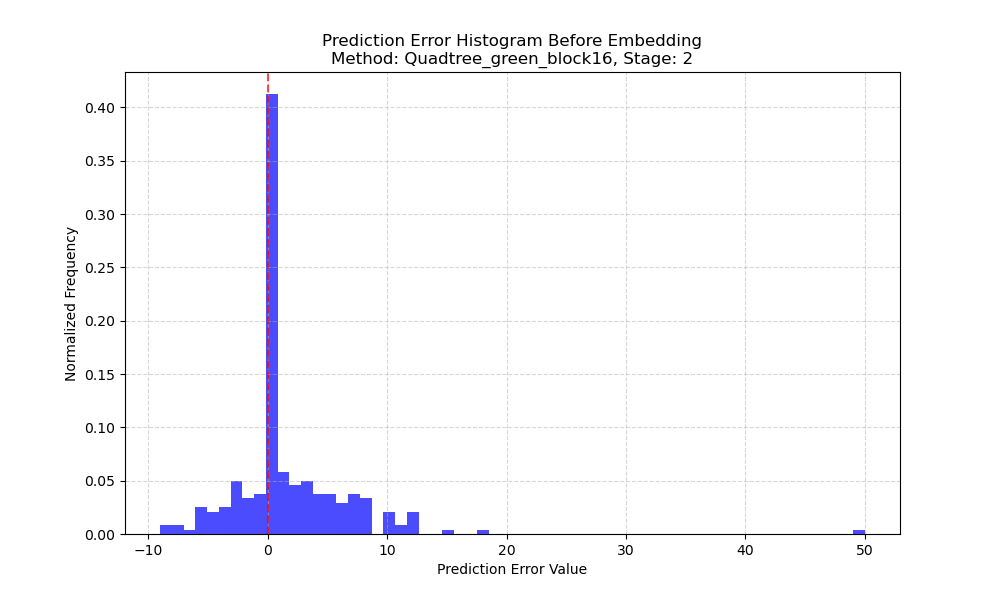 Prediction Error Histogram Before Embedding
Method: Quadtree_green_block16, Stage: 2
Normalized Frequency
0.40
0.35
0.30
0.25
0.20
0.15
0.10
0.05
0.00
−10 0 10 20 30 40 50
Prediction Error Value